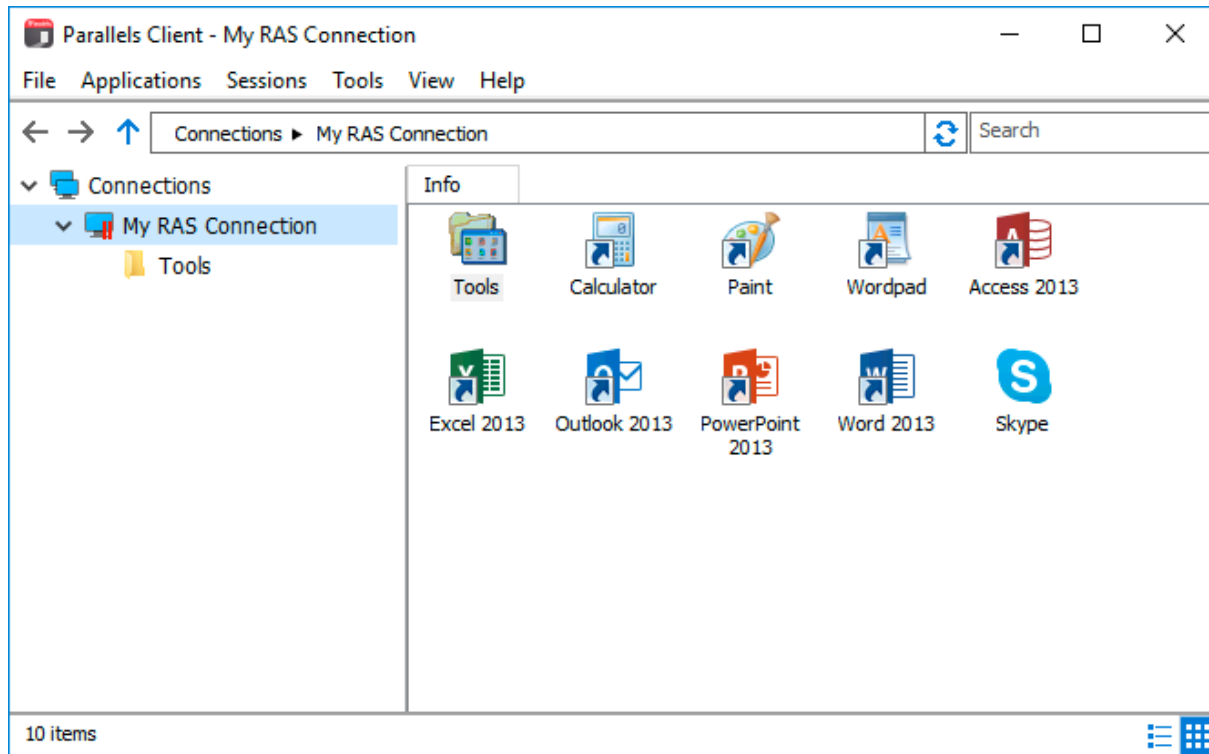 Parallels Client - My RAS Connection
File Applications Sessions Tools View Help
Connections ▶ My RAS Connection
Search
Connections
My RAS Connection
Tools
Info
Tools Calculator Paint Wordpad Access 2013
Excel 2013 Outlook 2013 PowerPoint 2013 Word 2013 Skype
10 items